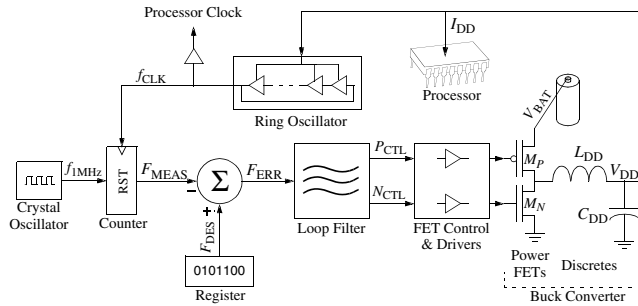 Processor Clock
I_DD
f_CLK
Processor
V_BAT
Ring Oscillator
P_CTL
M_P
L_DD
V_DD
f_1MHz
RST
F_MEAS
Σ
F_ERR
N_CTL
M_N
C_DD
Crystal
Oscillator
Counter
F_DES
Loop Filter
FET Control
& Drivers
Power
FETs
Discretes
0101100
Register
Buck Converter